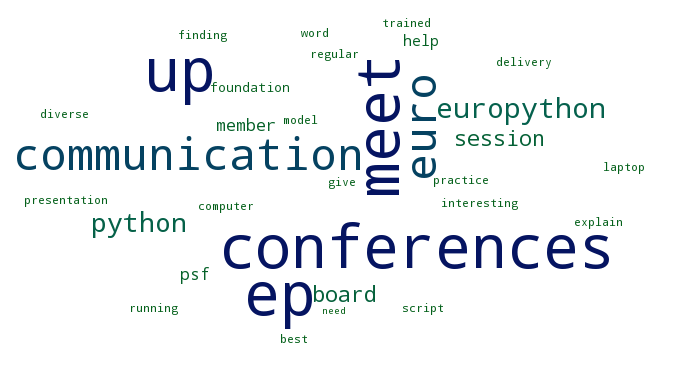 trained
word
finding
help
regular
delivery
up
meet
euro
foundation
europython
diverse
member
model
session
communication
laptop
give
practice
presentation
computer
interesting
python
explain
conferences
psf
ep
board
running
need
script
best